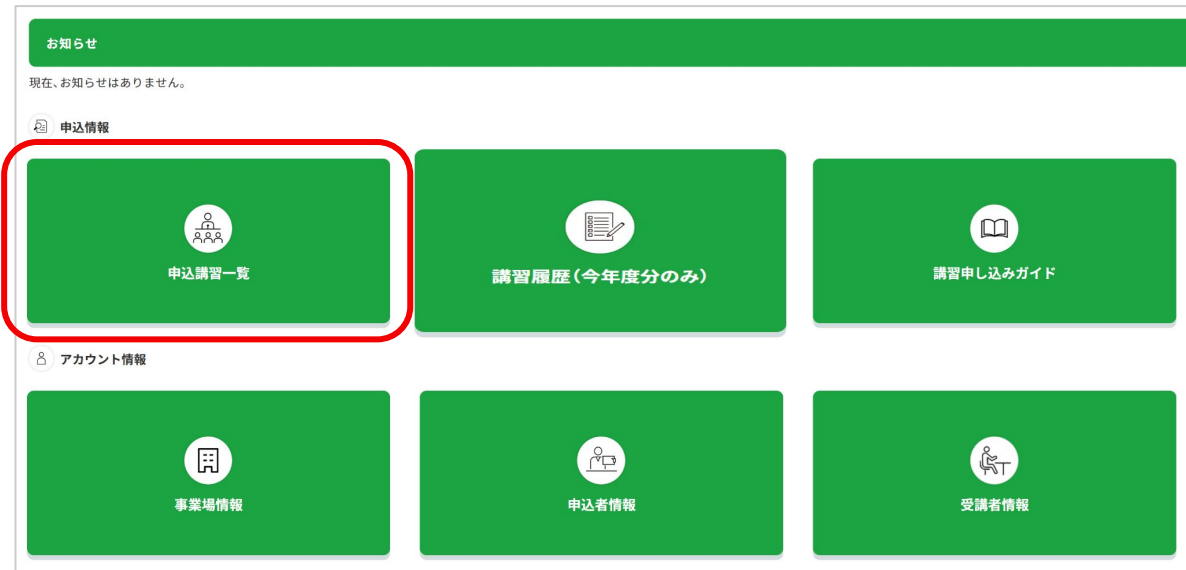 お知らせ
現在、お知らせはありません。
申込情報
申込講習一覧
講習履歴(今年度分のみ)
講習申し込みガイド
アカウント情報
事業場情報
申込者情報
受講者情報